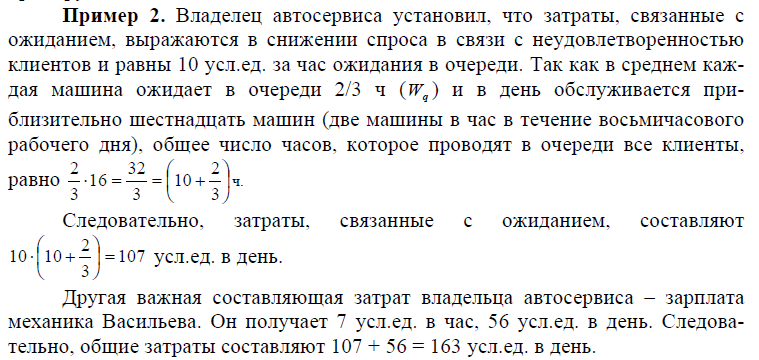 Пример 2. Владелец автосервиса установил, что затраты, связанные с
ожиданием, выражаются в снижении спроса в связи с неудовлетворенностью
клиентов и равны 10 усл.ед. за час ожидания в очереди. Так как в среднем каж-
дая машина ожидает в очереди 2/3 ч (W_q) и в день обслуживается при-
близительно шестнадцать машин (две машины в час в течение восьмичасового
рабочего дня), общее число часов, которое проводят в очереди все клиенты,
равно 2/3·16 = 32/3 = (10 + 2/3) ч.
Следовательно, затраты, связанные с ожиданием, составляют
10·(10 + 2/3) = 107 усл.ед. в день.
Другая важная составляющая затрат владельца автосервиса – зарплата
механика Васильева. Он получает 7 усл.ед. в час, 56 усл.ед. в день. Следова-
тельно, общие затраты составляют 107 + 56 = 163 усл.ед. в день.